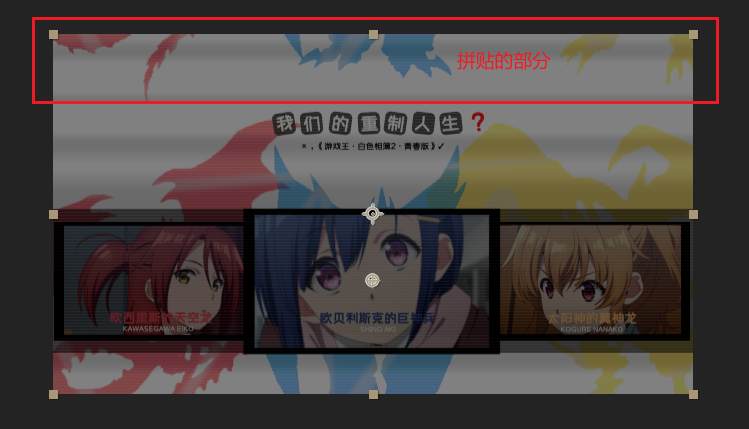 拼贴的部分
我们的重制人生？
×，《游戏王·白色相簿2·青春版》✓
欧西里斯的天空龙
KAWASEGAWA EIKO
欧贝利斯克的巨神兵
SHINO AKI
太阳神的翼神龙
KOGURE NANAKO